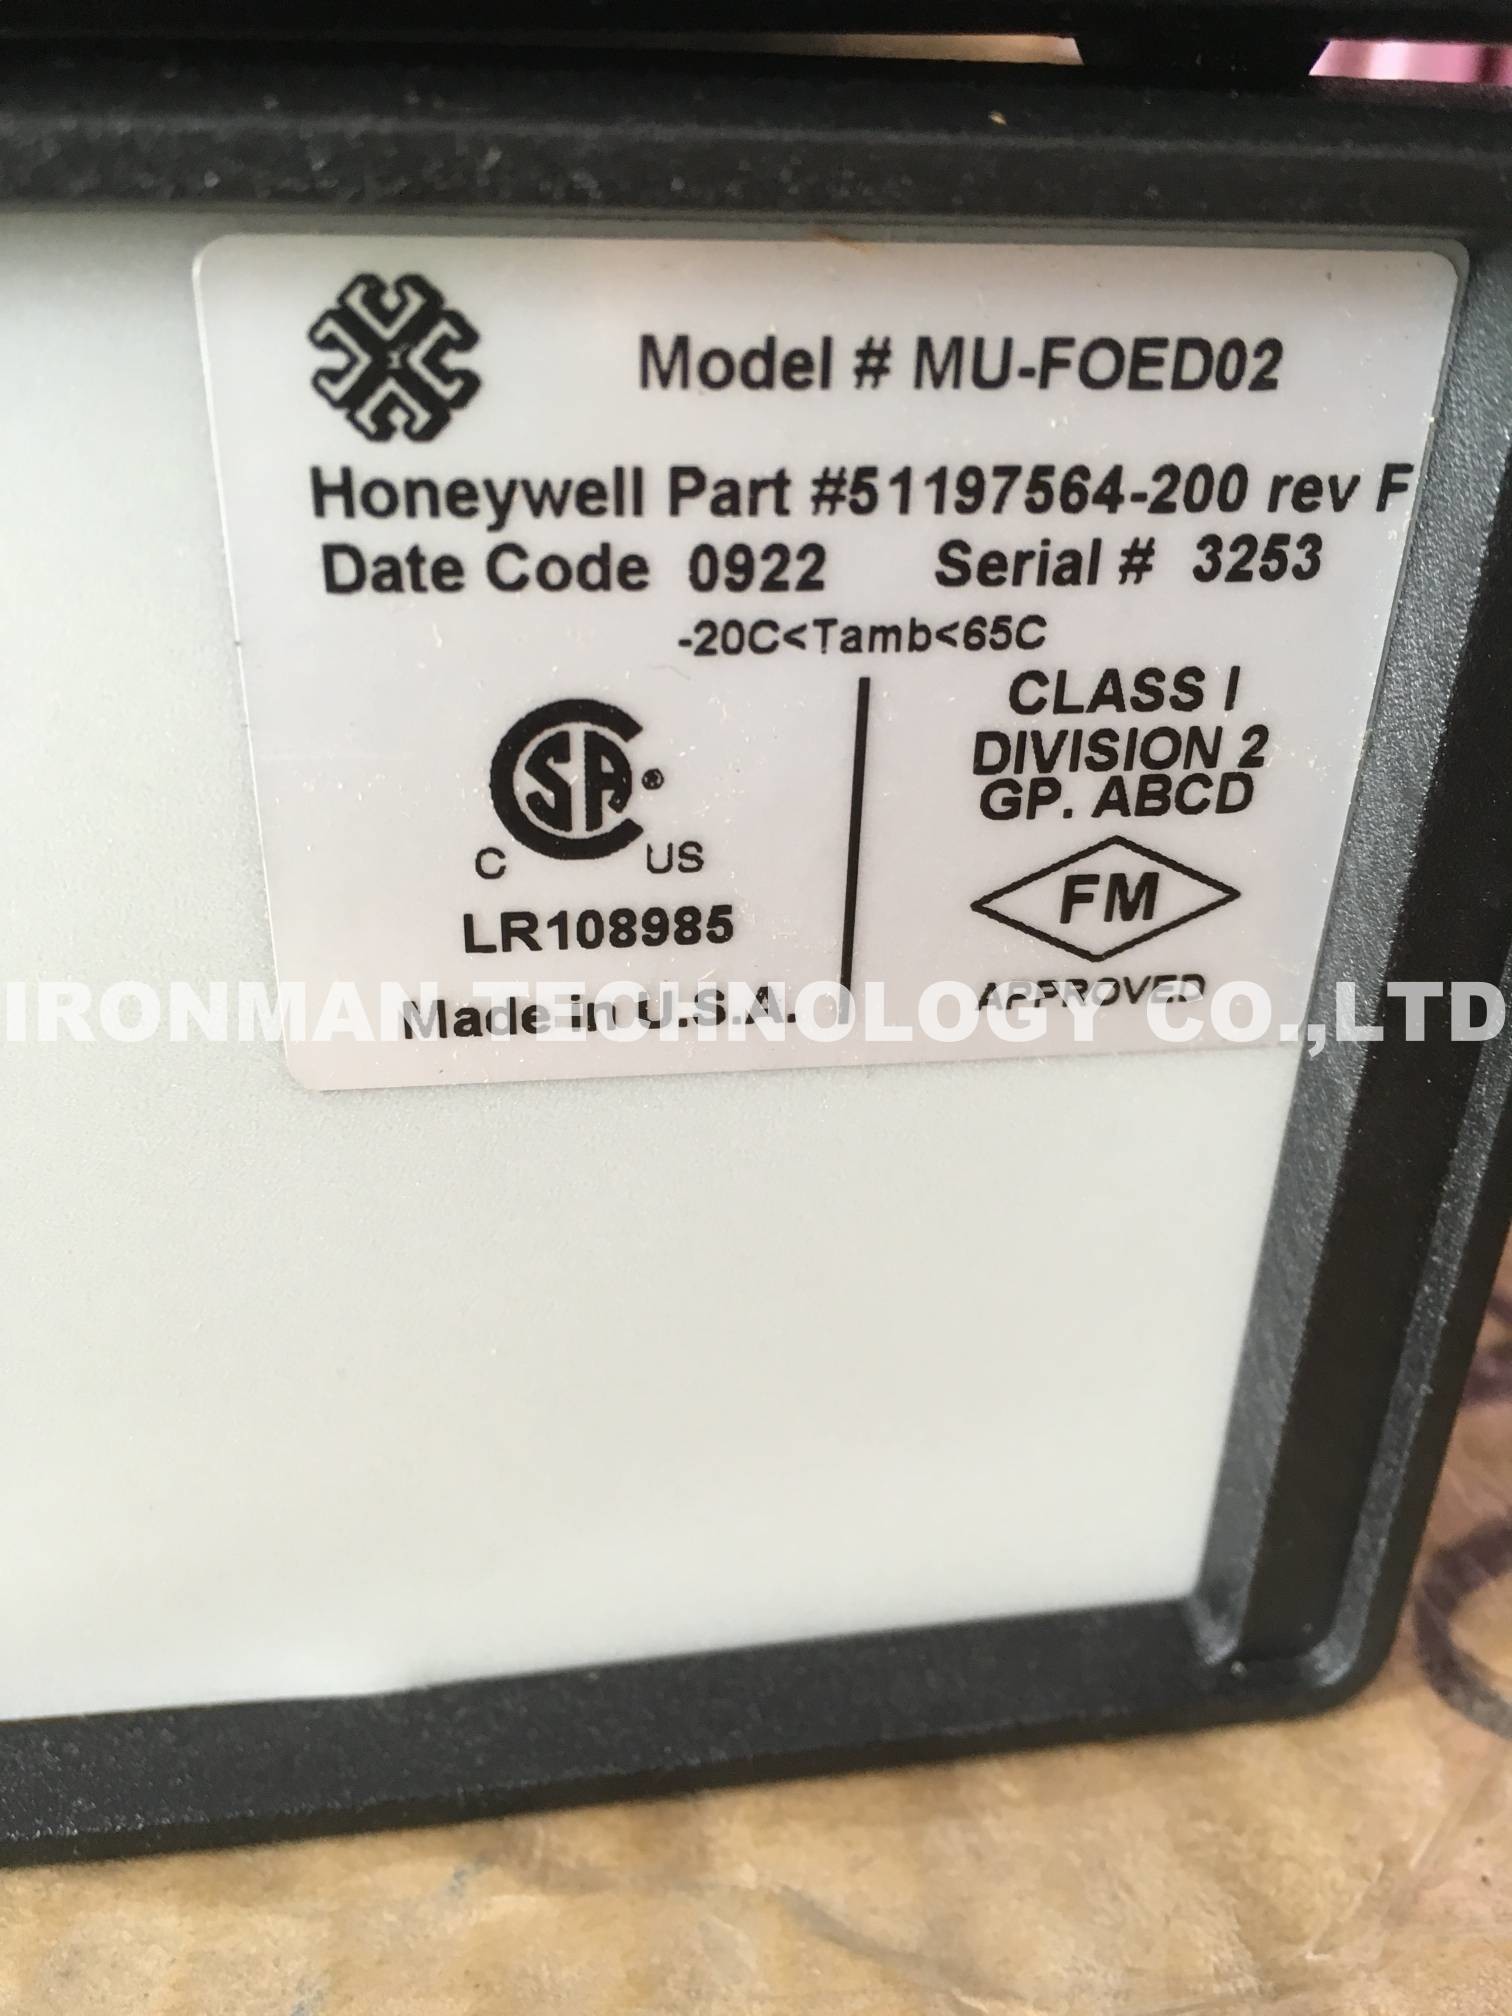 Model # MU-FOED02
Honeywell Part #51197564-200 rev F
Date Code 0922 Serial # 3253
-20C<Tamb<65C
CSA®
C US
LR108985
Made in U.S.A.
CLASS I
DIVISION 2
GP. ABCD
FM
APPROVED
IRONMAN TECHNOLOGY CO.,LTD